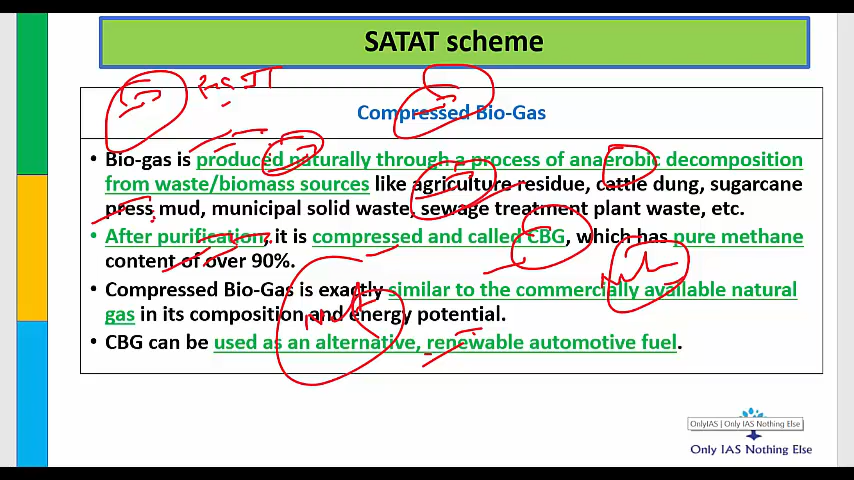 SATAT scheme
Compressed Bio-Gas
• Bio-gas is produced naturally through a process of anaerobic decomposition
from waste/biomass sources like agriculture residue, cattle dung, sugarcane
press mud, municipal solid waste, sewage treatment plant waste, etc.
• After purification, it is compressed and called CBG, which has pure methane
content of over 90%.
• Compressed Bio-Gas is exactly similar to the commercially available natural
gas in its composition and energy potential.
• CBG can be used as an alternative, renewable automotive fuel.
OnlyIAS | Only IAS Nothing Else
Only IAS Nothing Else